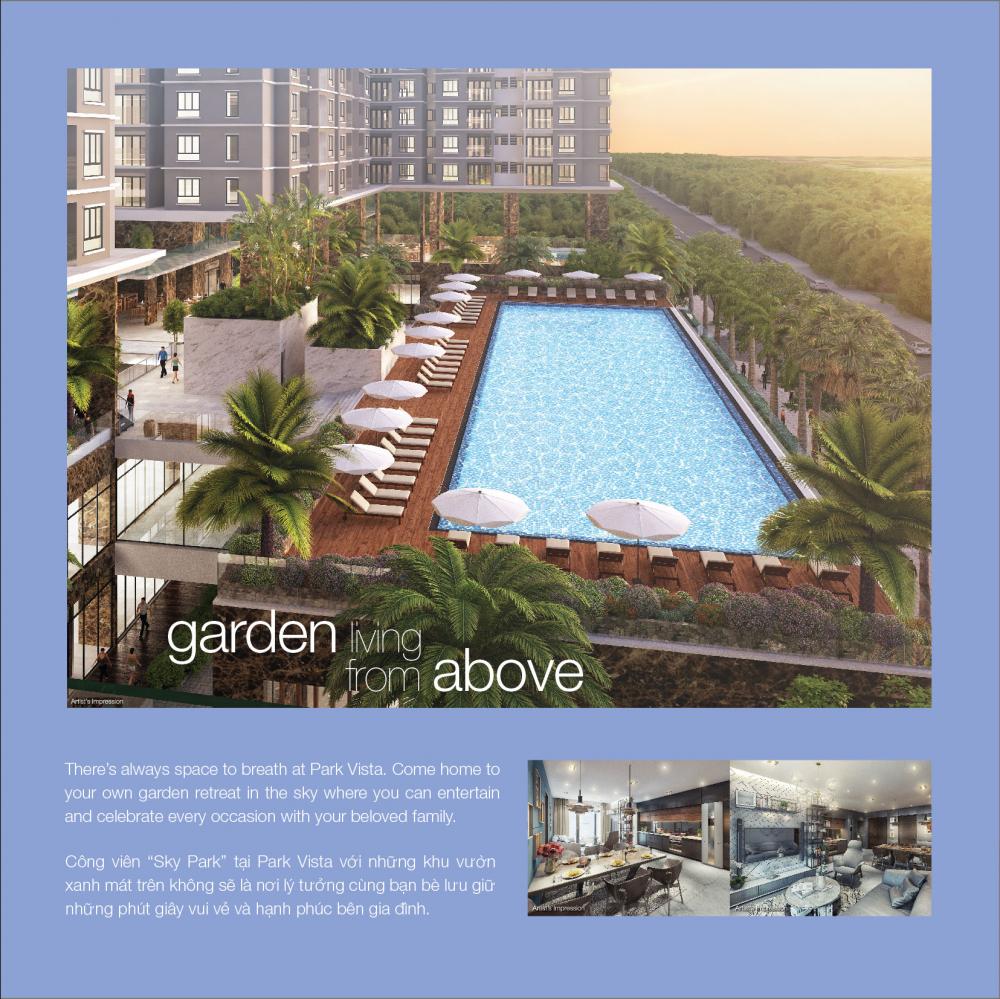 garden living
from above
Artist's Impression
There's always space to breath at Park Vista. Come home to
your own garden retreat in the sky where you can entertain
and celebrate every occasion with your beloved family.
Công viên “Sky Park” tại Park Vista với những khu vườn
xanh mát trên không sẽ là nơi lý tưởng cùng bạn bè lưu giữ
những phút giây vui vẻ và hạnh phúc bên gia đình.
Artist's Impression
Artist's Impression